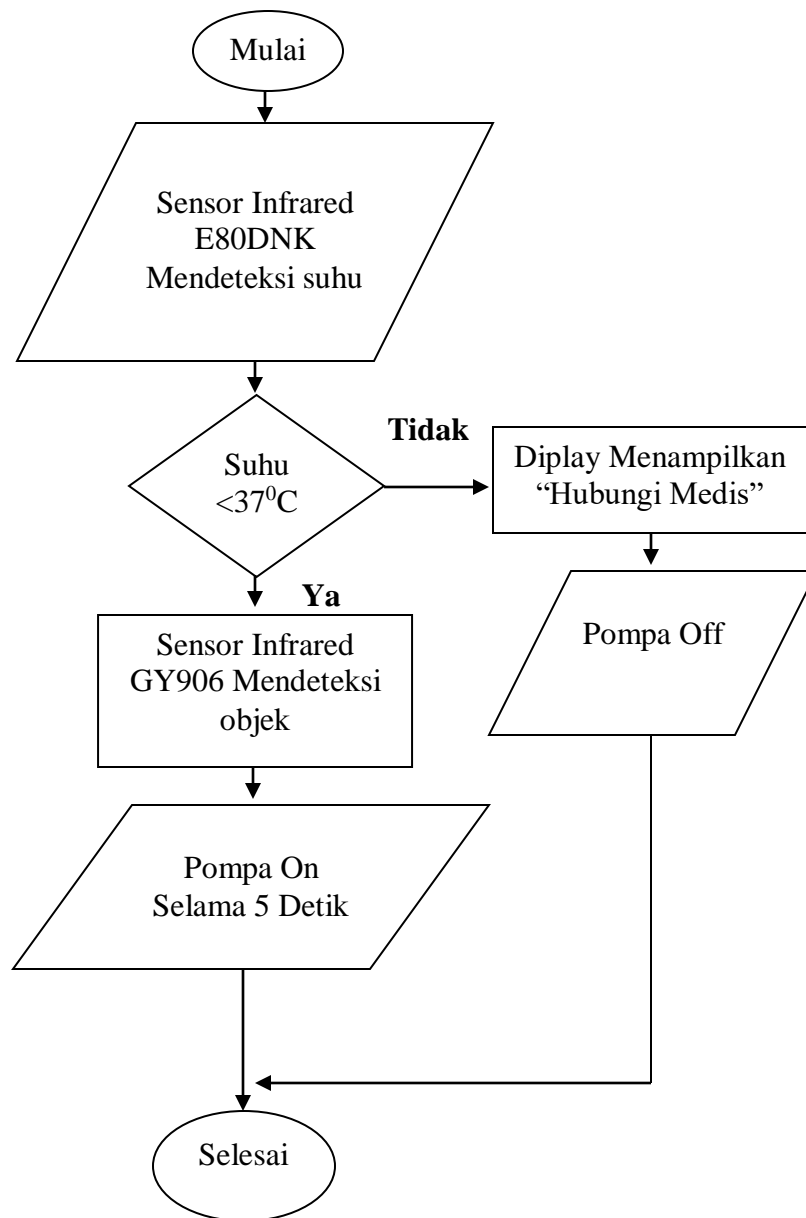 Mulai
Sensor Infrared
E80DNK
Mendeteksi suhu
Suhu
<37⁰C
Tidak
Diplay Menampilkan
“Hubungi Medis”
Ya
Sensor Infrared
GY906 Mendeteksi
objek
Pompa Off
Pompa On
Selama 5 Detik
Selesai